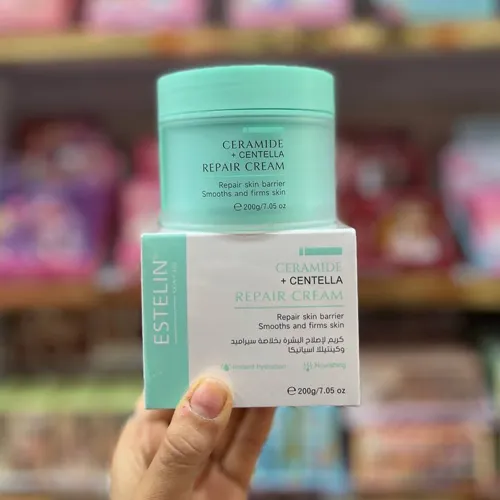 CERAMIDE
+ CENTELLA
REPAIR CREAM
Repair skin barrier
Smooths and firms skin
℮ 200g/7.05 oz
ESTELIN
CERAMIDE
+ CENTELLA
REPAIR CREAM
Repair skin barrier
Smooths and firms skin
كريم لإصلاح البشرة بخلاصة سيراميد
وكينتيلا اسياتيكا
Instant Hydration
Nourishing
℮ 200g/7.05 oz